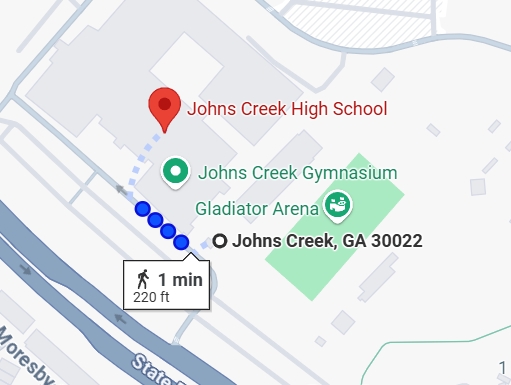 Johns Creek High School
Johns Creek Gymnasium
Gladiator Arena
Johns Creek, GA 30022
1 min
220 ft
Moresby
State
1